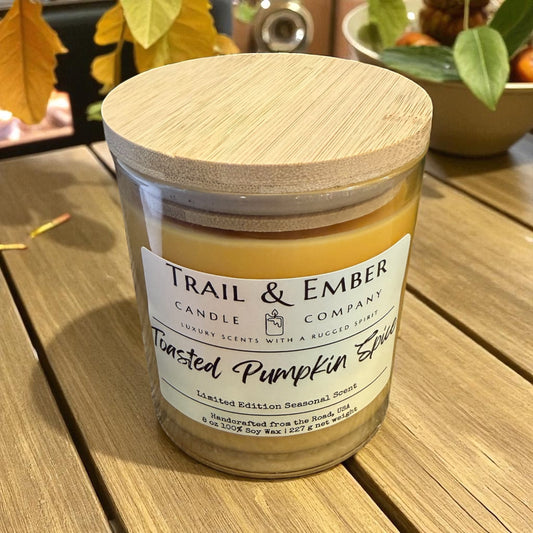 TRAIL & EMBER
CANDLE COMPANY
LUXURY SCENTS WITH A RUGGED SPIRIT
Toasted Pumpkin Spice
Limited Edition Seasonal Scent
Handcrafted from the Road, USA
8 oz 100% Soy Wax | 227 g net weight